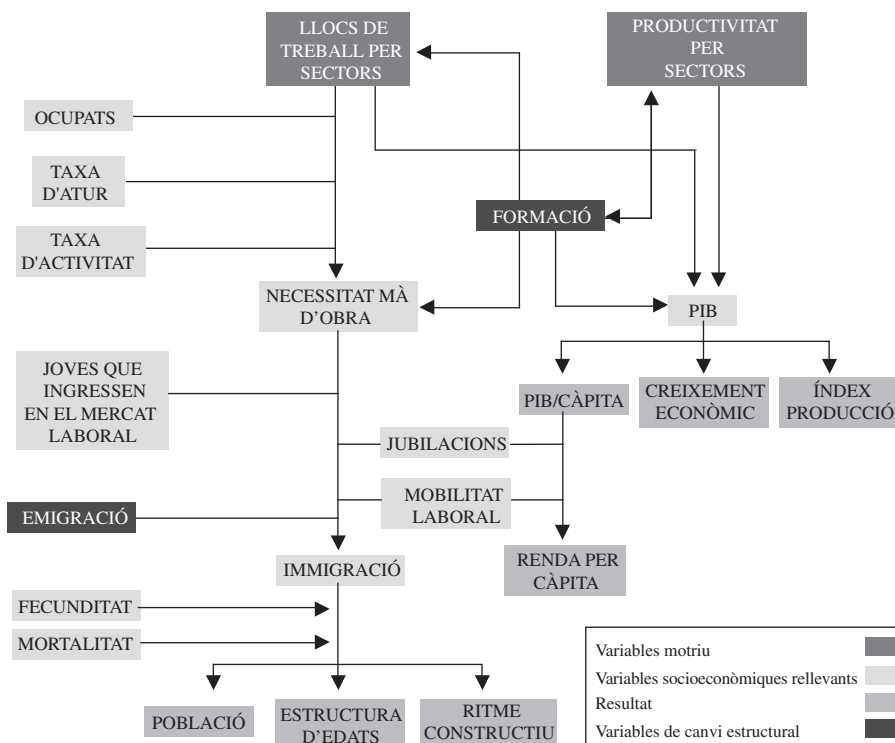 LLOCS DE
TREBALL PER
SECTORS
PRODUCTIVITAT
PER
SECTORS
OCUPATS
TAXA
D'ATUR
FORMACIÓ
TAXA
D'ACTIVITAT
NECESSITAT MÀ
D'OBRA
PIB
JOVES QUE
INGRESSEN
EN EL MERCAT
LABORAL
PIB/CÀPITA
CREIXEMENT
ECONÒMIC
ÍNDEX
PRODUCCIÓ
JUBILACIONS
MOBILITAT
LABORAL
EMIGRACIÓ
IMMIGRACIÓ
RENDA PER
CÀPITA
FECUNDITAT
MORTALITAT
POBLACIÓ
ESTRUCTURA
D'EDATS
RITME
CONSTRUCTIU
Variables motriu
Variables socioeconòmiques rellevants
Resultat
Variables de canvi estructural